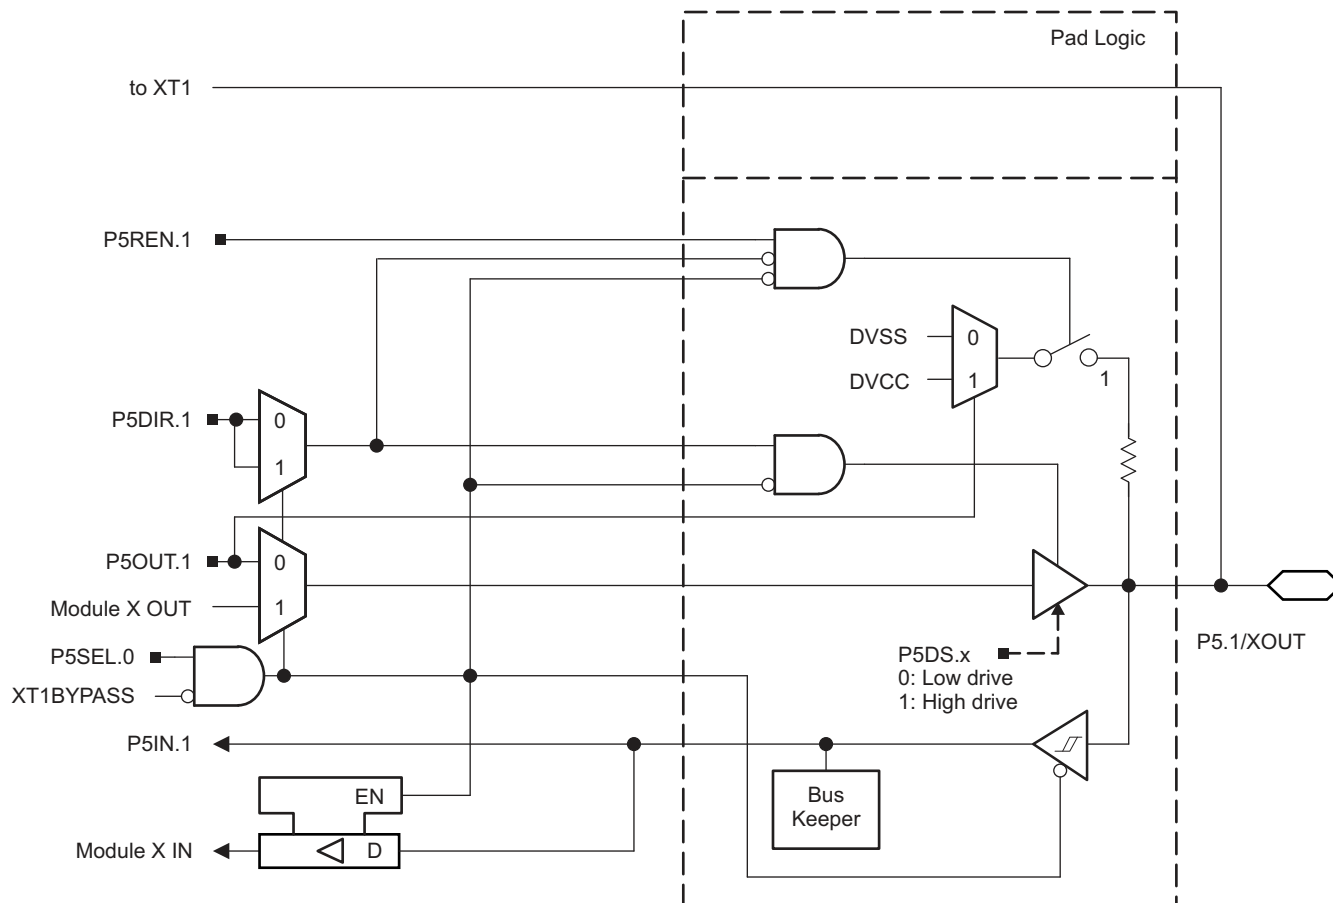 Pad Logic
to XT1
P5REN.1
DVSS
0
DVCC
1
1
P5DIR.1
0
1
P5OUT.1
0
Module X OUT
1
P5SEL.0
XT1BYPASS
P5DS.x
0: Low drive
1: High drive
P5.1/XOUT
P5IN.1
EN
Bus
Keeper
Module X IN
D